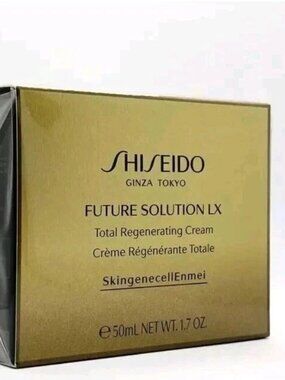 SHISEIDO
GINZA TOKYO
FUTURE SOLUTION LX
Total Regenerating Cream
Crème Régénérante Totale
SkingenecellEnmei
℮50mL NET WT. 1.7 OZ.